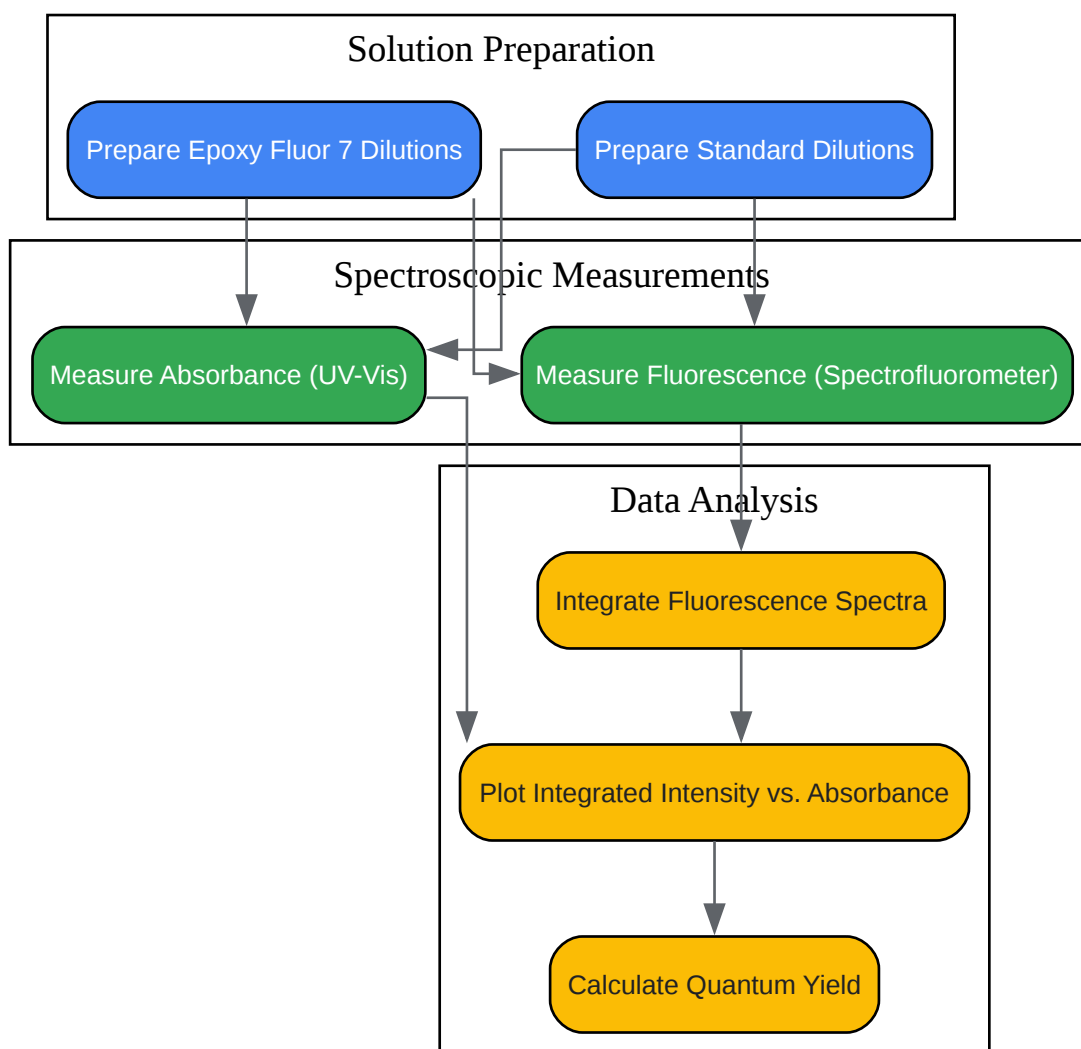 Solution Preparation
Prepare Epoxy Fluor 7 Dilutions
Prepare Standard Dilutions
Spectroscopic Measurements
Measure Absorbance (UV-Vis)
Measure Fluorescence (Spectrofluorometer)
Data Analysis
Integrate Fluorescence Spectra
Plot Integrated Intensity vs. Absorbance
Calculate Quantum Yield